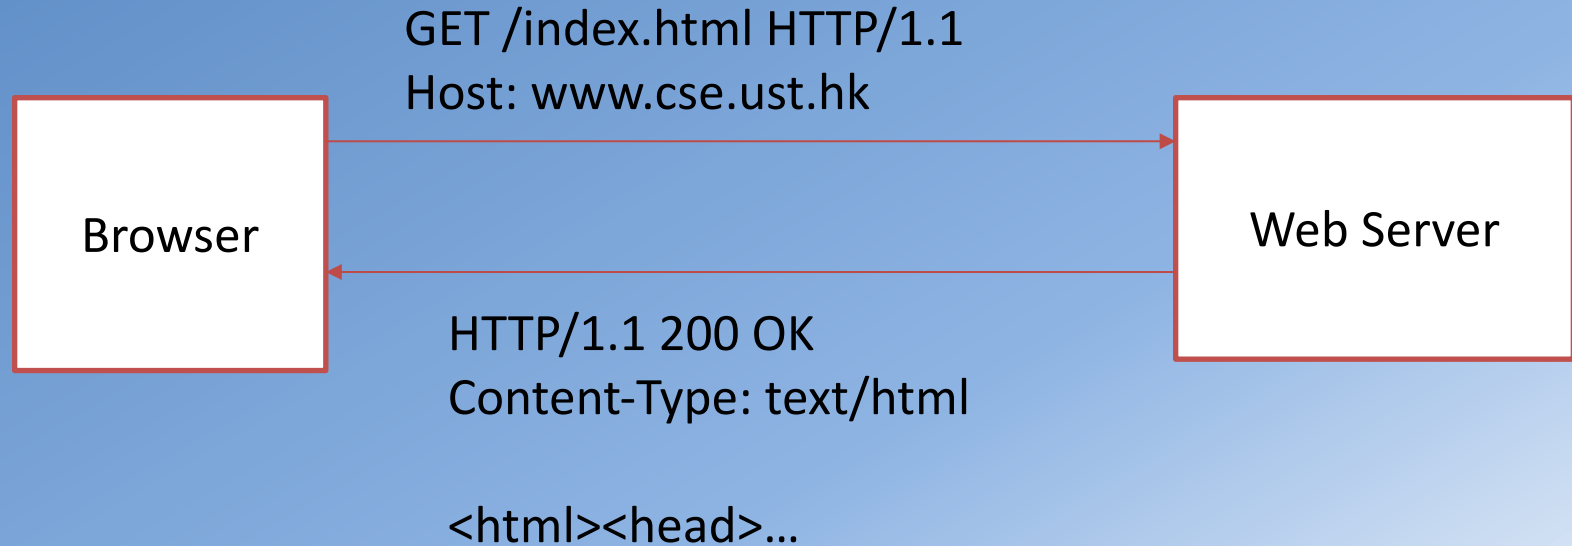 GET /index.html HTTP/1.1
Host: www.cse.ust.hk
Browser
Web Server
HTTP/1.1 200 OK
Content-Type: text/html
<html><head>…